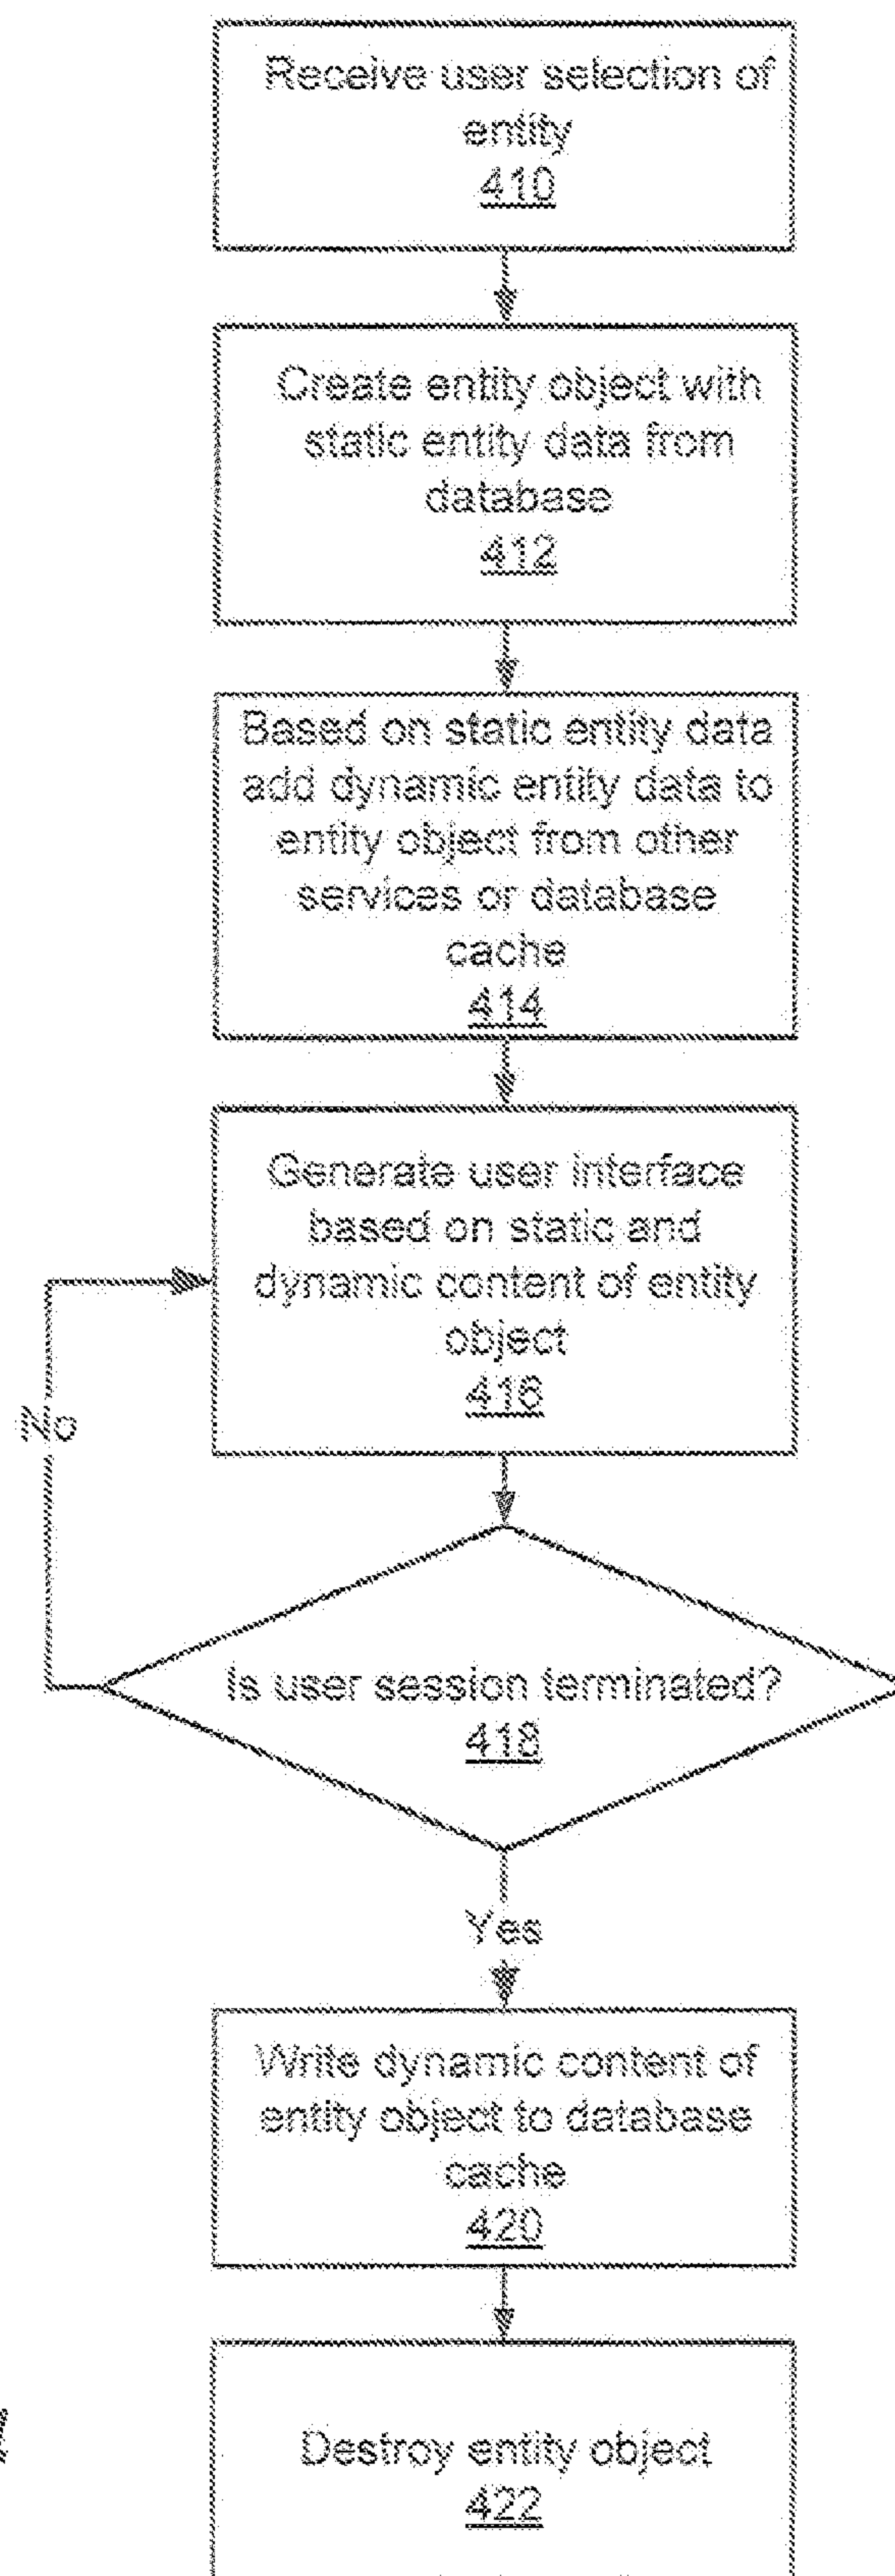 Receive user selection of
entity
410
Create entity object with
static entity data from
database
412
Based on static entity data
add dynamic entity data to
entity object from other
services or database
cache
414
Generate user interface
based on static and
dynamic content of entity
object
416
No
Is user session terminated?
418
Yes
Write dynamic content of
entity object to database
cache
420
Destroy entity object
422